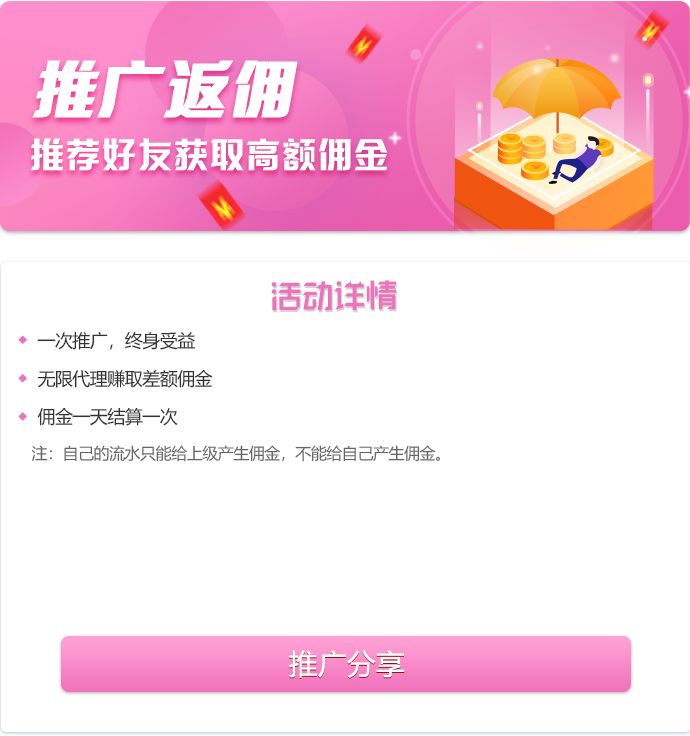 推广返佣
推荐好友获取高额佣金
活动详情
一次推广，终身受益
无限代理赚取差额佣金
佣金一天结算一次
注：自己的流水只能给上级产生佣金，不能给自己产生佣金。
推广分享